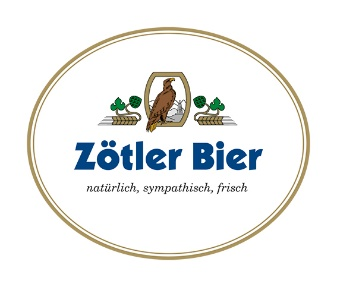 Zötler Bier
natürlich, sympathisch, frisch